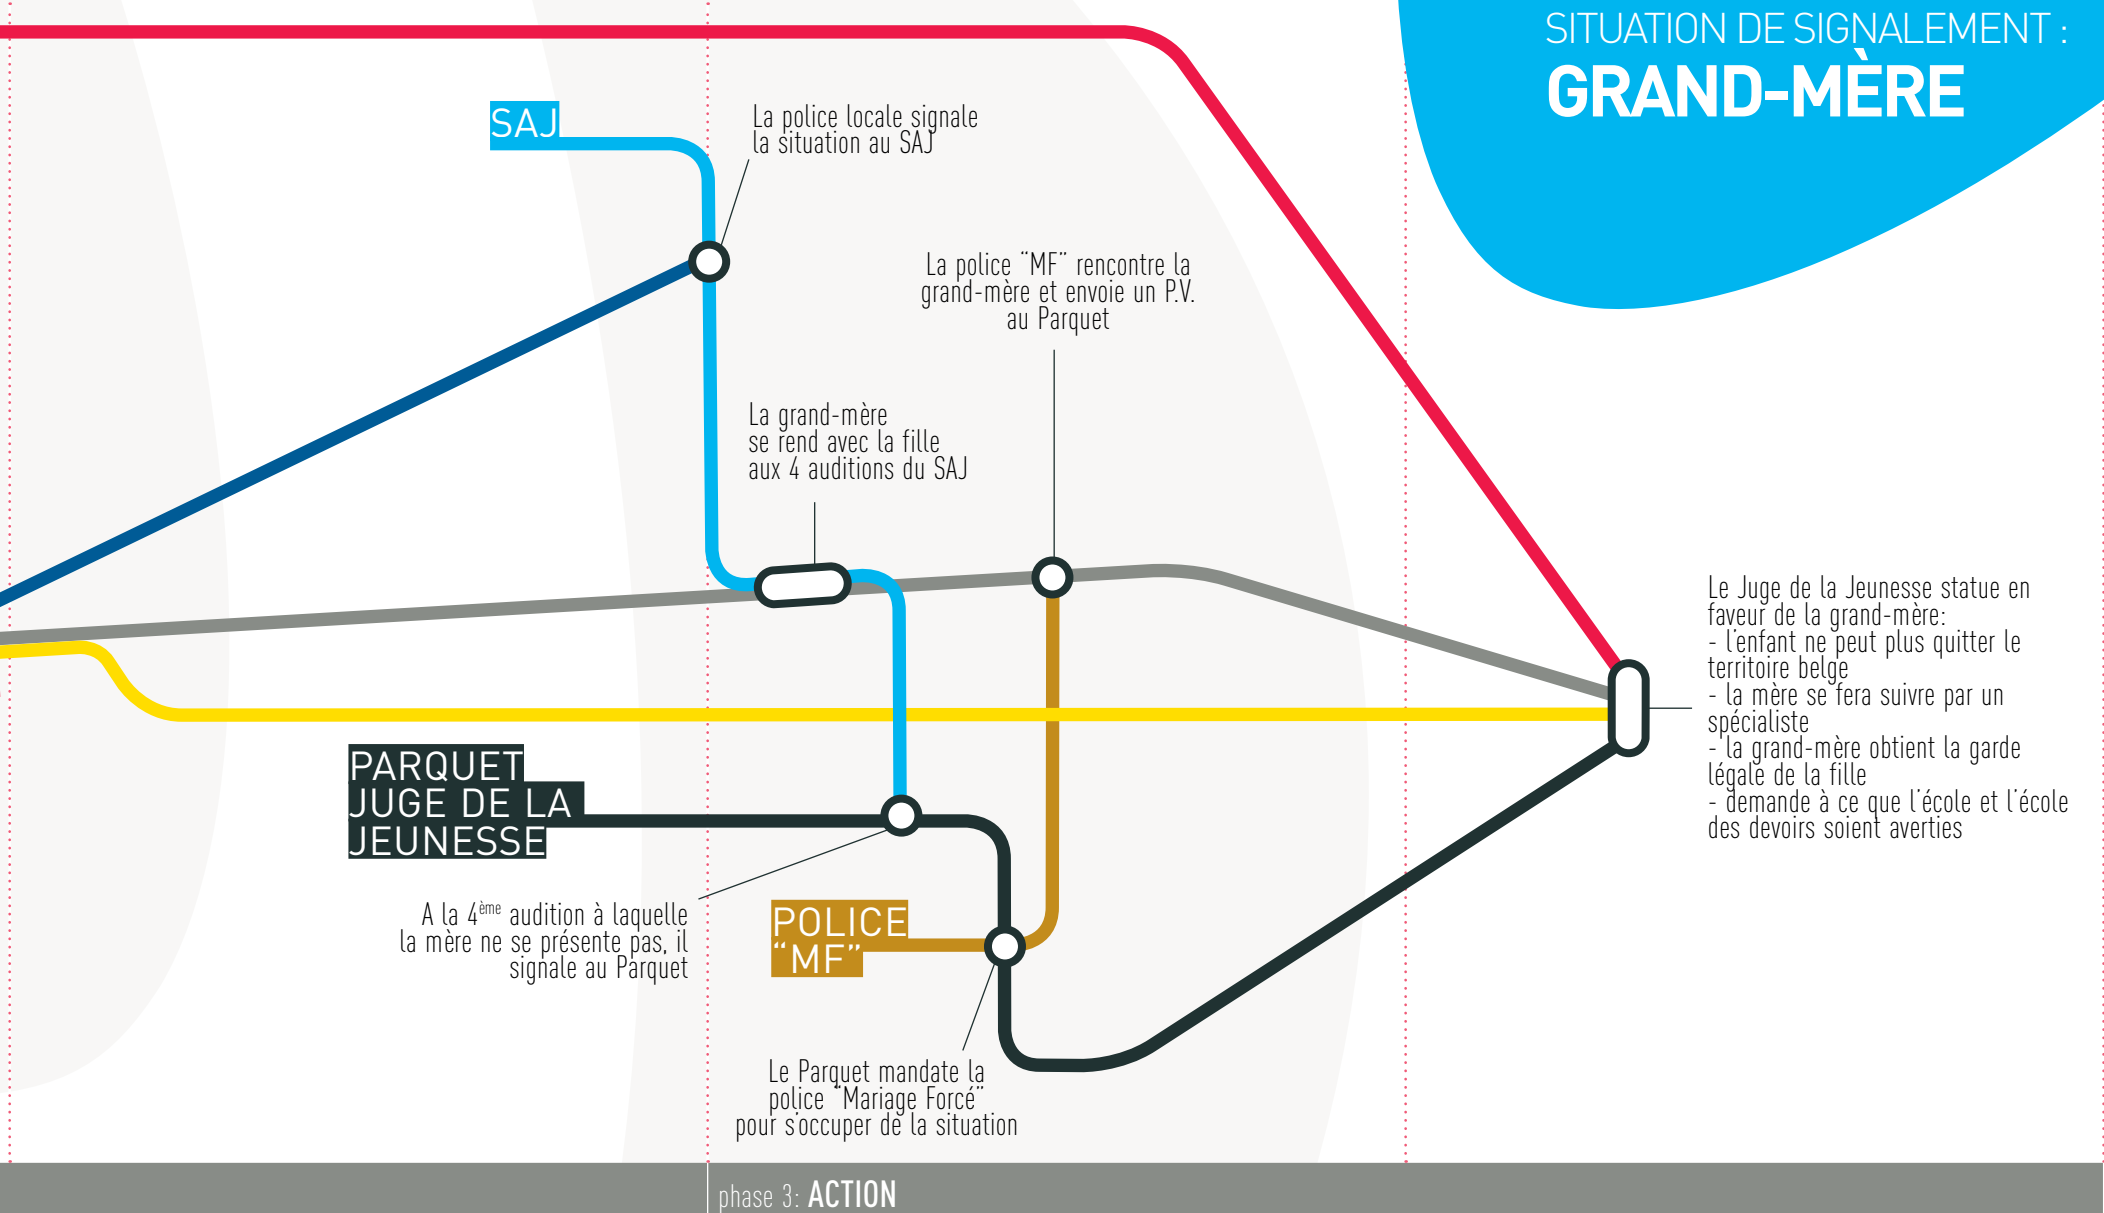 SITUATION DE SIGNALEMENT :
GRAND-MÈRE
SAJ
La police locale signale
la situation au SAJ
La police “MF” rencontre la
grand-mère et envoie un P.V.
au Parquet
La grand-mère
se rend avec la fille
aux 4 auditions du SAJ
Le Juge de la Jeunesse statue en
faveur de la grand-mère:
- l'enfant ne peut plus quitter le
territoire belge
- la mère se fera suivre par un
spécialiste
- la grand-mère obtient la garde
légale de la fille
- demande à ce que l'école et l'école
des devoirs soient averties
PARQUET
JUGE DE LA
JEUNESSE
A la 4ème audition à laquelle
la mère ne se présente pas, il
signale au Parquet
POLICE
“MF”
Le Parquet mandate la
police “Mariage Forcé”
pour s'occuper de la situation
phase 3: ACTION